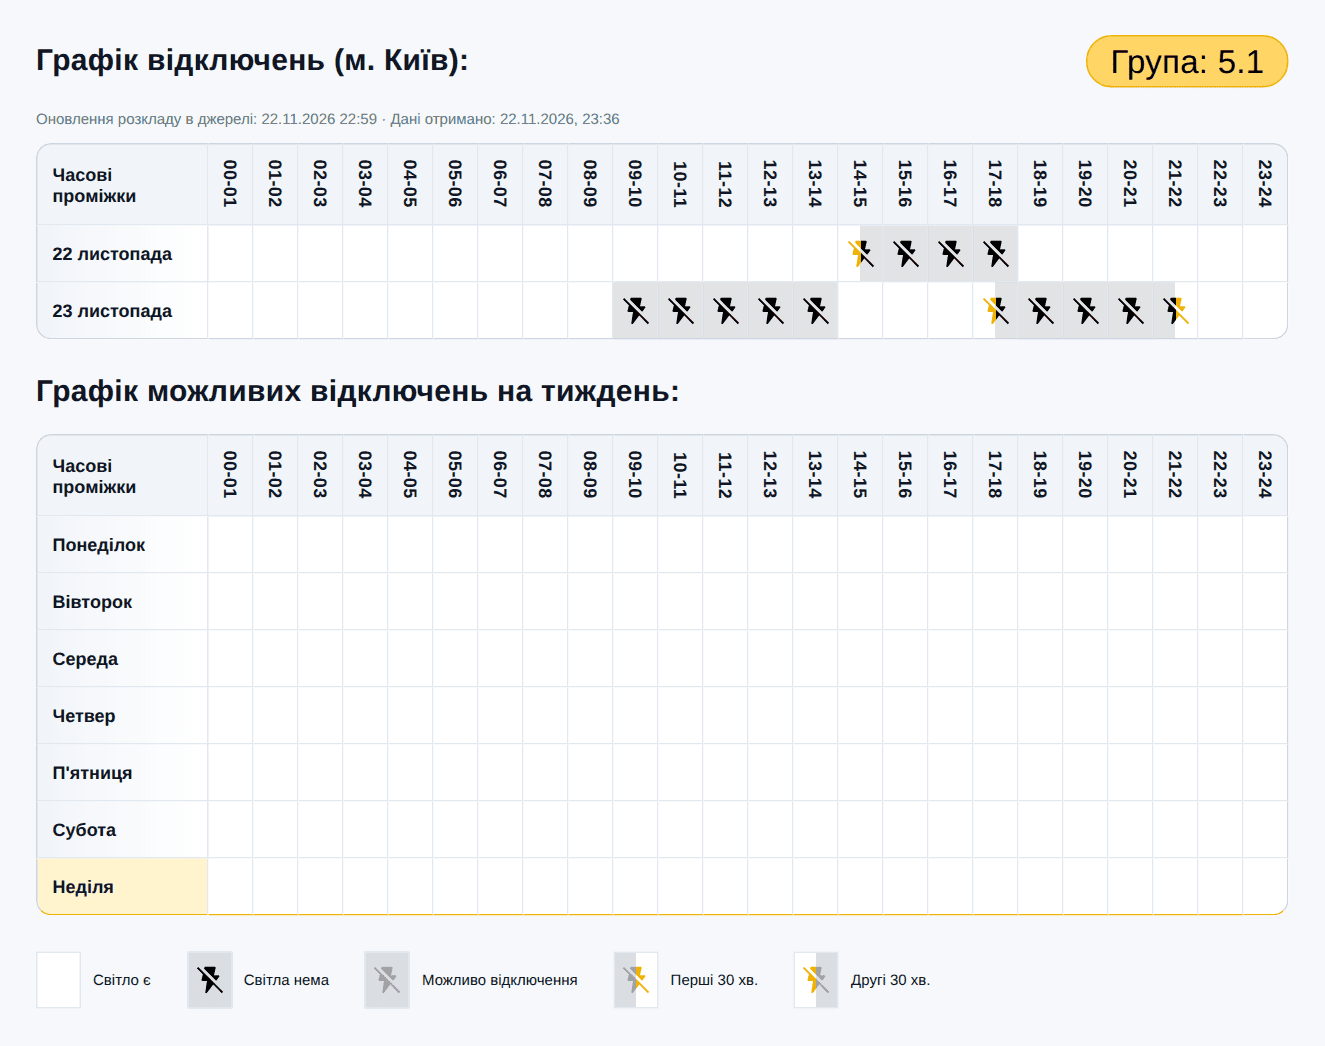 Графік відключень (м. Київ):
Група: 5.1
Оновлення розкладу в джерелі: 22.11.2026 22:59 · Дані отримано: 22.11.2026, 23:36
Часові
проміжки
00-01 01-02 02-03 03-04 04-05 05-06 06-07 07-08 08-09 09-10 10-11 11-12 12-13 13-14 14-15 15-16 16-17 17-18 18-19 19-20 20-21 21-22 22-23 23-24
22 листопада
23 листопада
Графік можливих відключень на тиждень:
Часові
проміжки
00-01 01-02 02-03 03-04 04-05 05-06 06-07 07-08 08-09 09-10 10-11 11-12 12-13 13-14 14-15 15-16 16-17 17-18 18-19 19-20 20-21 21-22 22-23 23-24
Понеділок
Вівторок
Середа
Четвер
П'ятниця
Субота
Неділя
Світло є
Світла нема
Можливо відключення
Перші 30 хв.
Другі 30 хв.